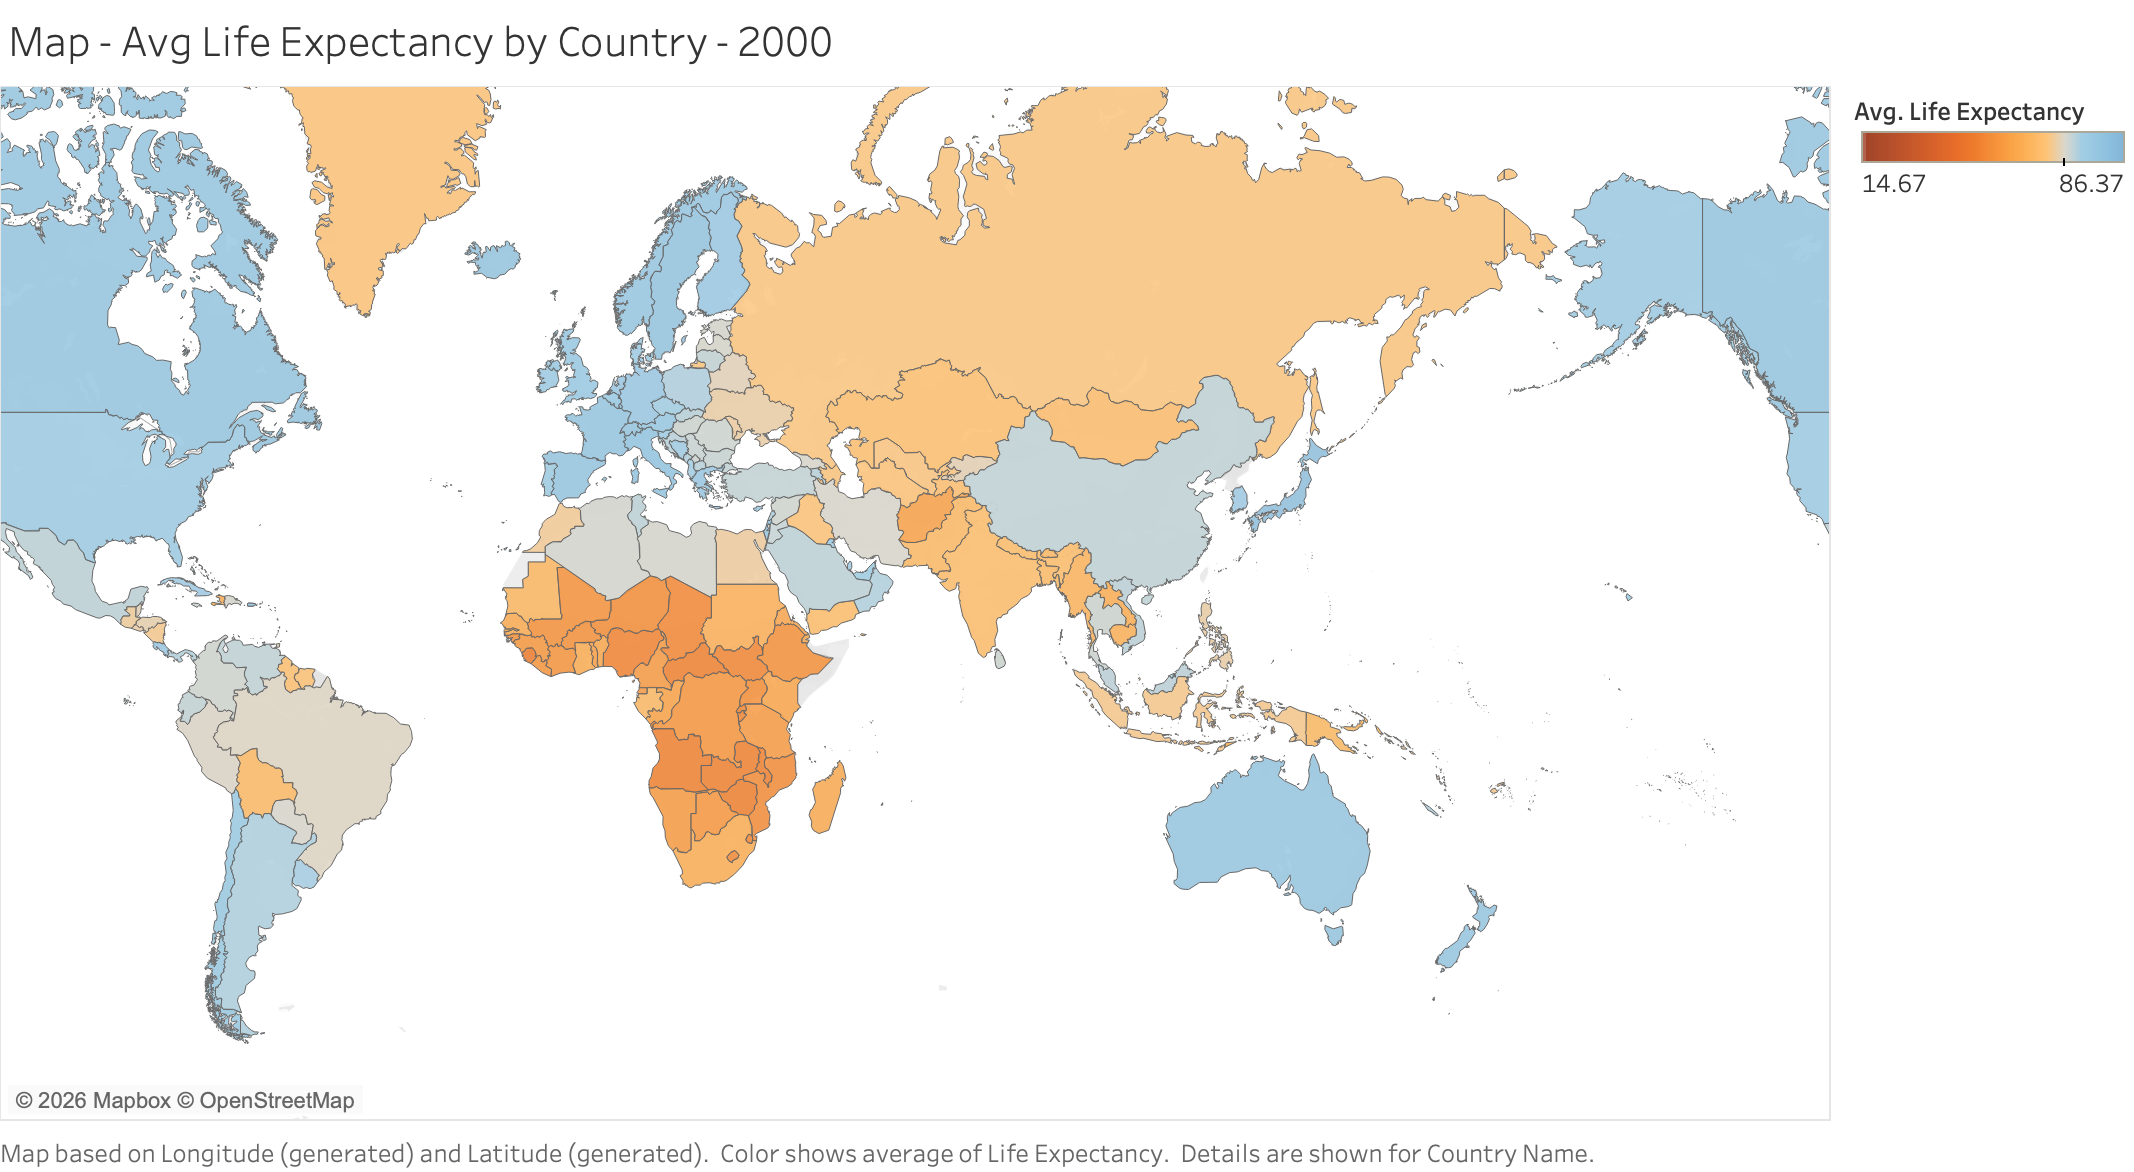 Map - Avg Life Expectancy by Country - 2000
Avg. Life Expectancy
14.67 86.37
© 2026 Mapbox © OpenStreetMap
Map based on Longitude (generated) and Latitude (generated). Color shows average of Life Expectancy. Details are shown for Country Name.